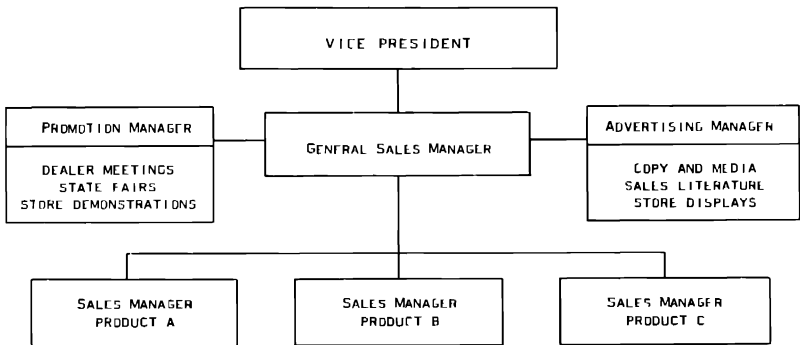 VICE PRESIDENT
PROMOTION MANAGER
DEALER MEETINGS
STATE FAIRS
STORE DEMONSTRATIONS
GENERAL SALES MANAGER
ADVERTISING MANAGER
COPY AND MEDIA
SALES LITERATURE
STORE DISPLAYS
SALES MANAGER
PRODUCT A
SALES MANAGER
PRODUCT B
SALES MANAGER
PRODUCT C